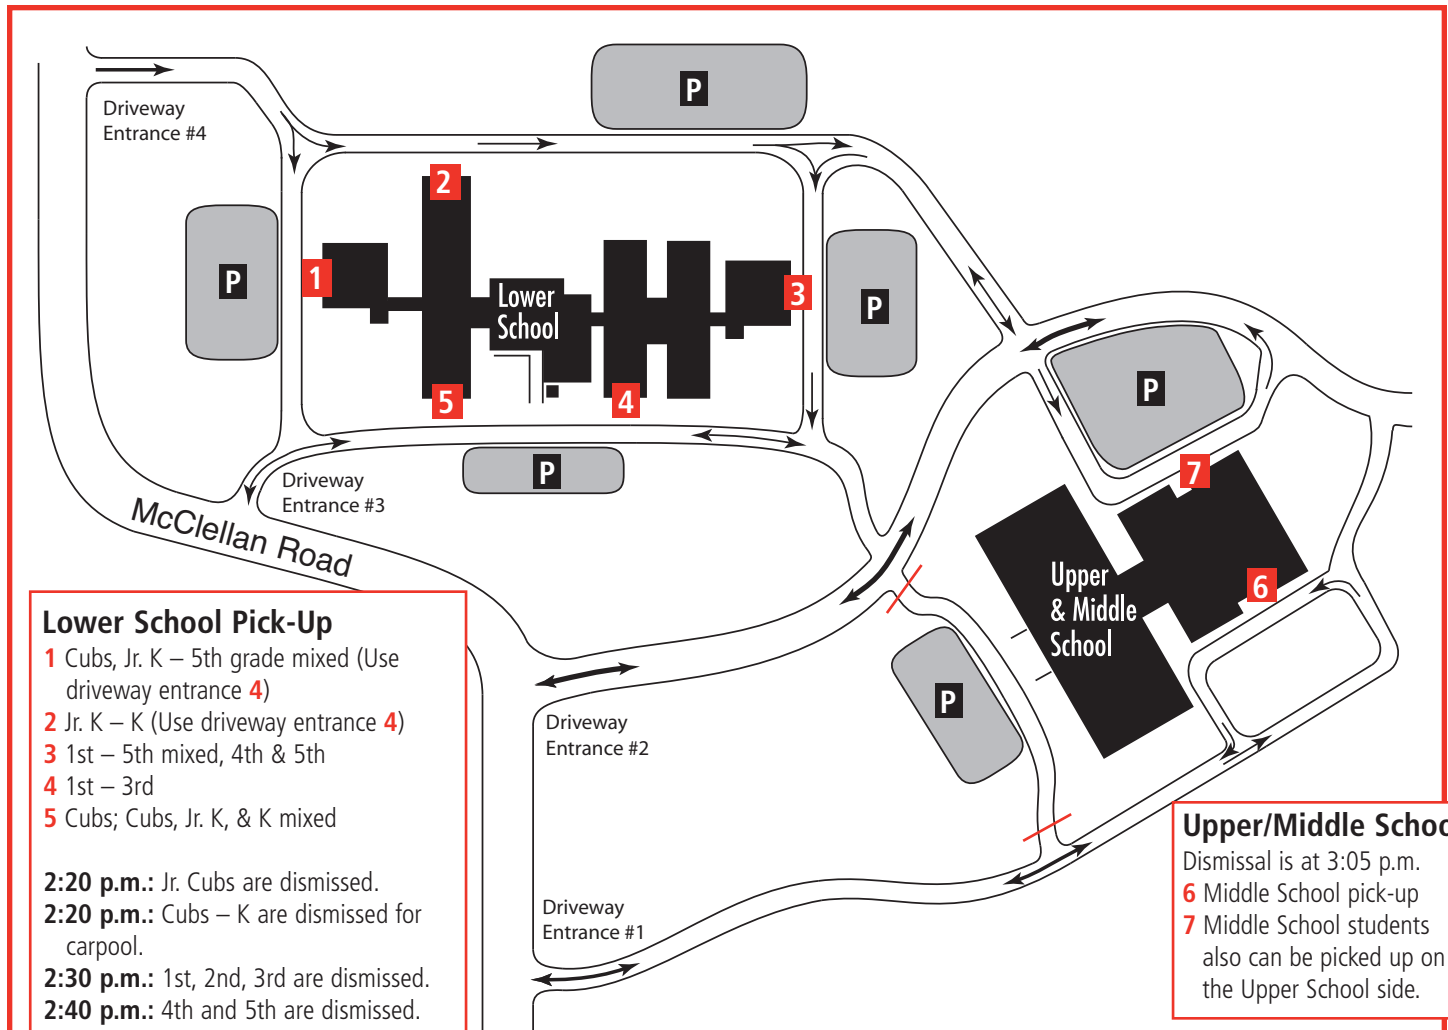 P
Driveway
Entrance #4
2
P
1
Lower
School
3
P
P
5
4
7
P
Driveway
Entrance #3
McClellan Road
Upper
& Middle
School
6
P
Driveway
Entrance #2
Driveway
Entrance #1
Lower School Pick-Up
1 Cubs, Jr. K – 5th grade mixed (Use
driveway entrance 4)
2 Jr. K – K (Use driveway entrance 4)
3 1st – 5th mixed, 4th & 5th
4 1st – 3rd
5 Cubs; Cubs, Jr. K, & K mixed
2:20 p.m.: Jr. Cubs are dismissed.
2:20 p.m.: Cubs – K are dismissed for
carpool.
2:30 p.m.: 1st, 2nd, 3rd are dismissed.
2:40 p.m.: 4th and 5th are dismissed.
Upper/Middle Schoo
Dismissal is at 3:05 p.m.
6 Middle School pick-up
7 Middle School students
also can be picked up on
the Upper School side.